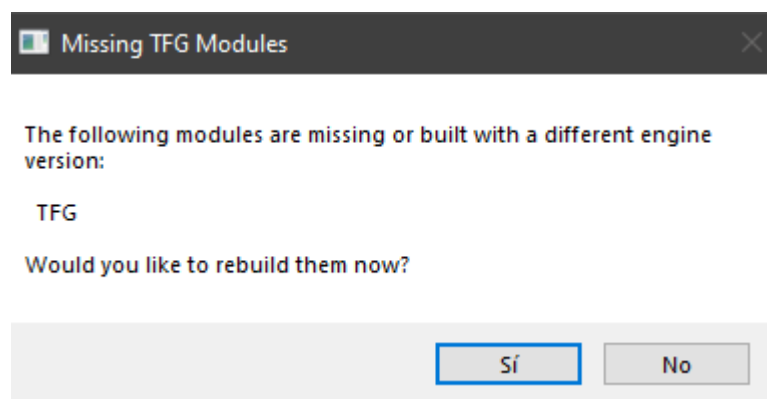 Missing TFG Modules
The following modules are missing or built with a different engine
version:
TFG
Would you like to rebuild them now?
Sí
No